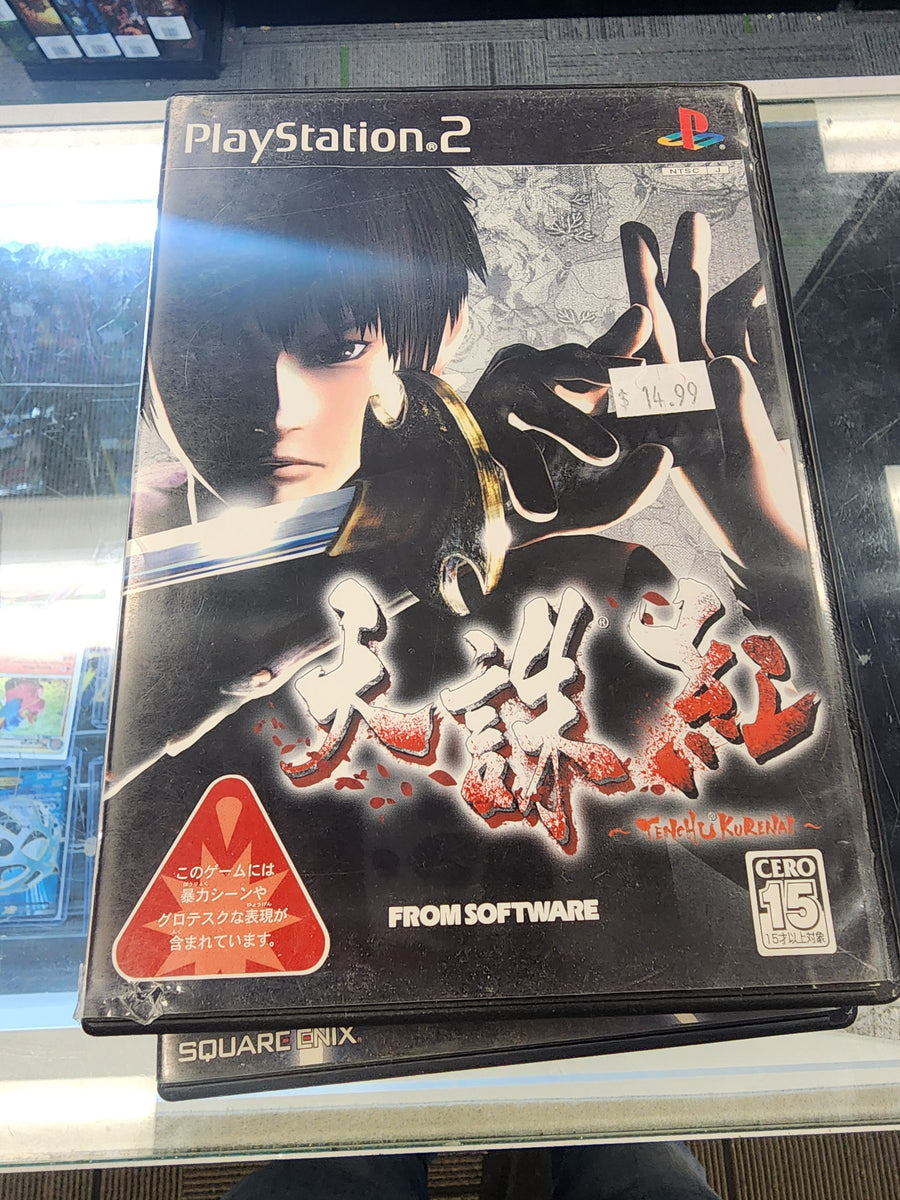 PlayStation®2
NTSC J
$ 14.99
天誅®紅
~TENCHU® KURENAI~
このゲームには
暴力シーンや
グロテスクな表現が
含まれています。
FROM SOFTWARE
CERO
15
15才以上対象
SQUARE ENIX®